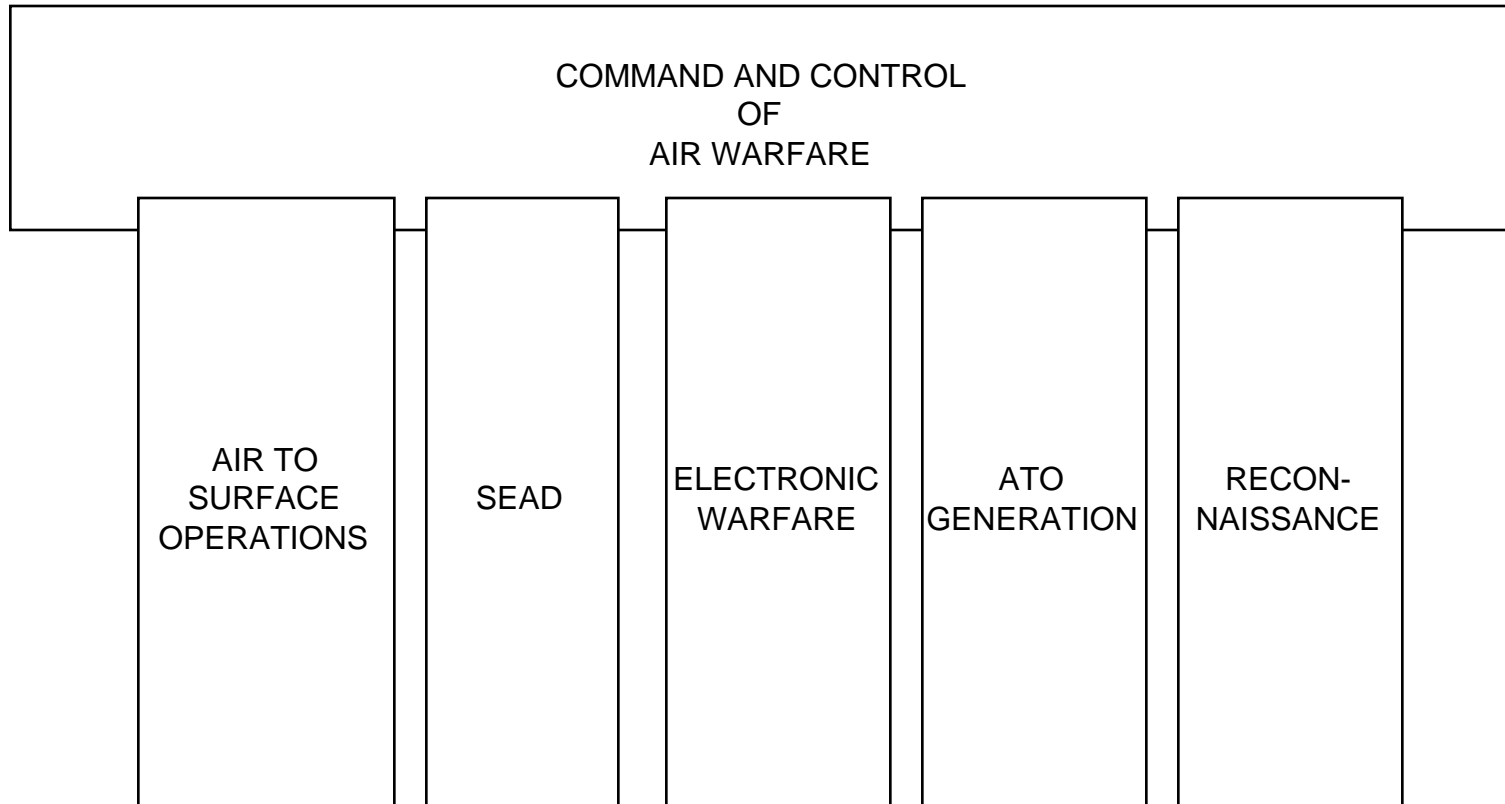 COMMAND AND CONTROL
OF
AIR WARFARE
AIR TO
SURFACE
OPERATIONS
SEAD
ELECTRONIC
WARFARE
ATO
GENERATION
RECON-
NAISSANCE